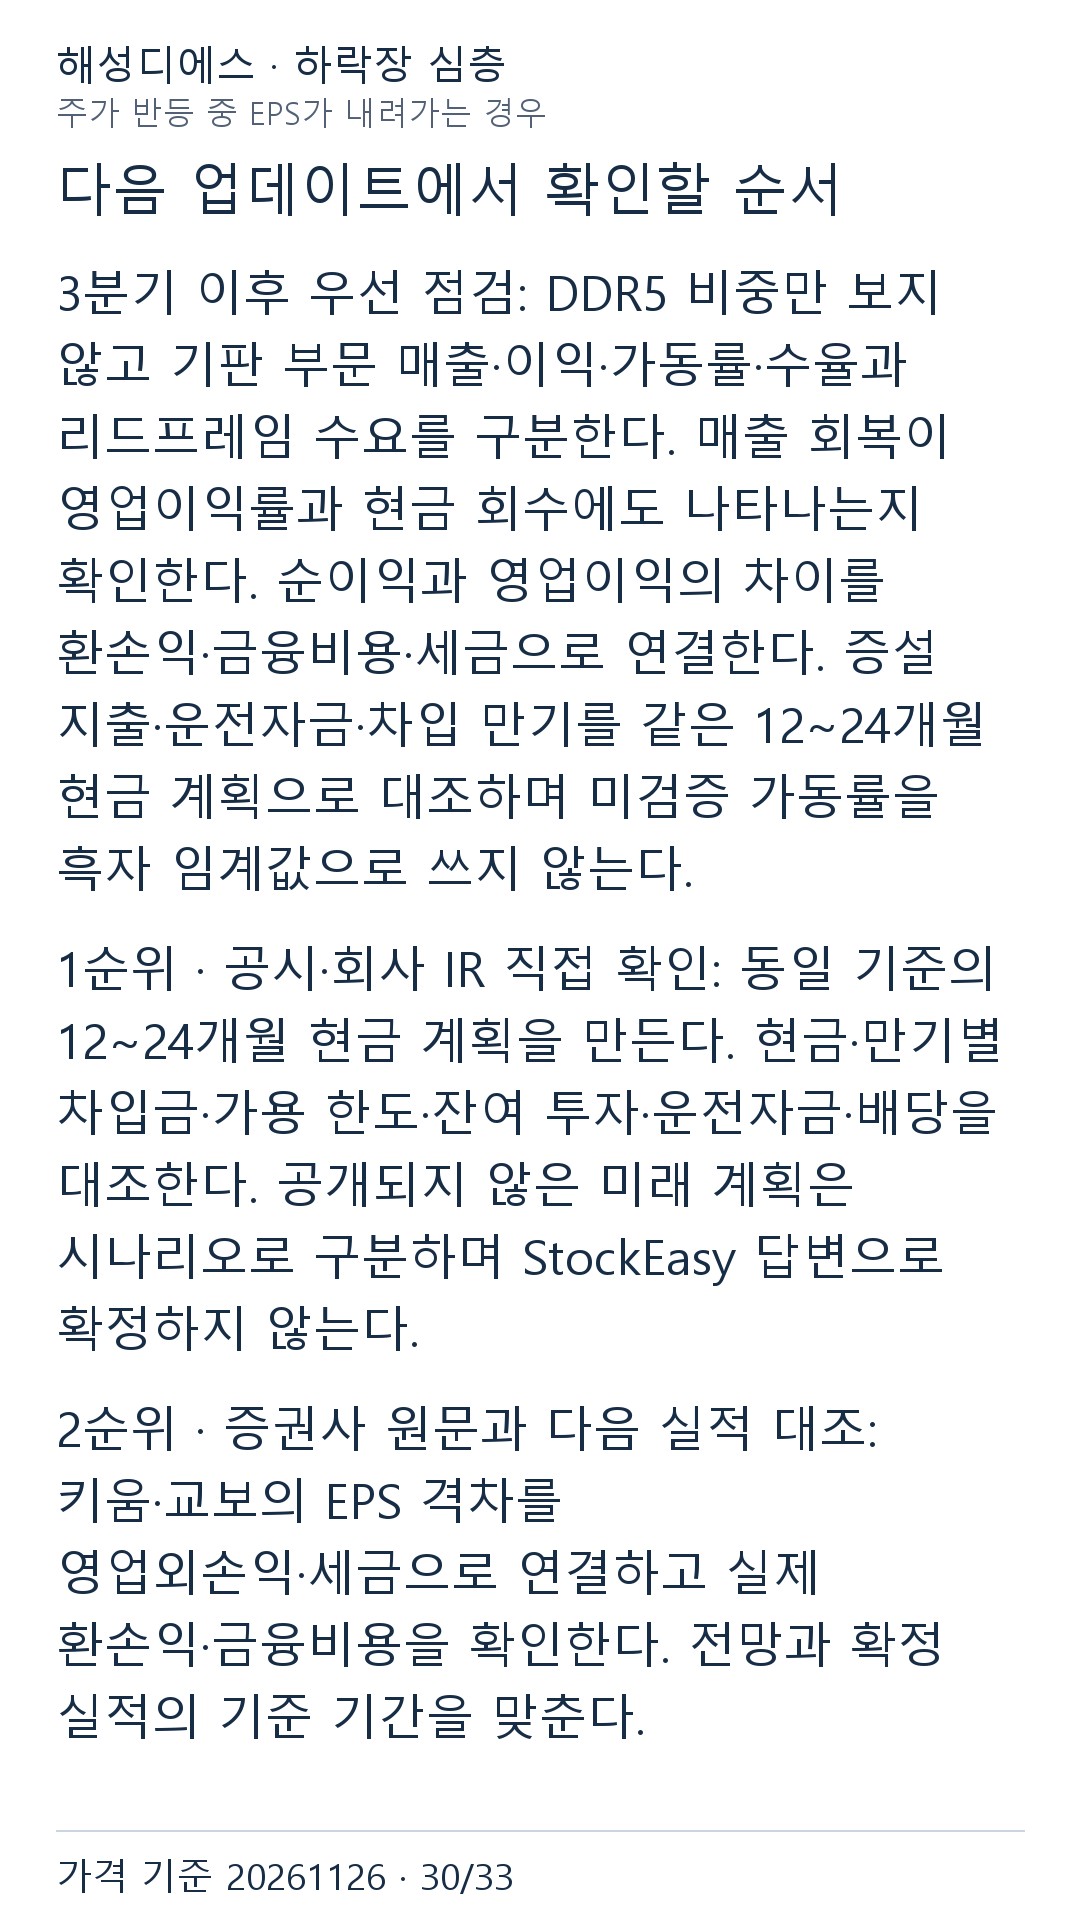 해성디에스 · 하락장 심층
주가 반등 중 EPS가 내려가는 경우
다음 업데이트에서 확인할 순서
3분기 이후 우선 점검: DDR5 비중만 보지
않고 기판 부문 매출·이익·가동률·수율과
리드프레임 수요를 구분한다. 매출 회복이
영업이익률과 현금 회수에도 나타나는지
확인한다. 순이익과 영업이익의 차이를
환손익·금융비용·세금으로 연결한다. 증설
지출·운전자금·차입 만기를 같은 12~24개월
현금 계획으로 대조하며 미검증 가동률을
흑자 임계값으로 쓰지 않는다.
1순위 · 공시·회사 IR 직접 확인: 동일 기준의
12~24개월 현금 계획을 만든다. 현금·만기별
차입금·가용 한도·잔여 투자·운전자금·배당을
대조한다. 공개되지 않은 미래 계획은
시나리오로 구분하며 StockEasy 답변으로
확정하지 않는다.
2순위 · 증권사 원문과 다음 실적 대조:
키움·교보의 EPS 격차를
영업외손익·세금으로 연결하고 실제
환손익·금융비용을 확인한다. 전망과 확정
실적의 기준 기간을 맞춘다.
가격 기준 20261126 · 30/33